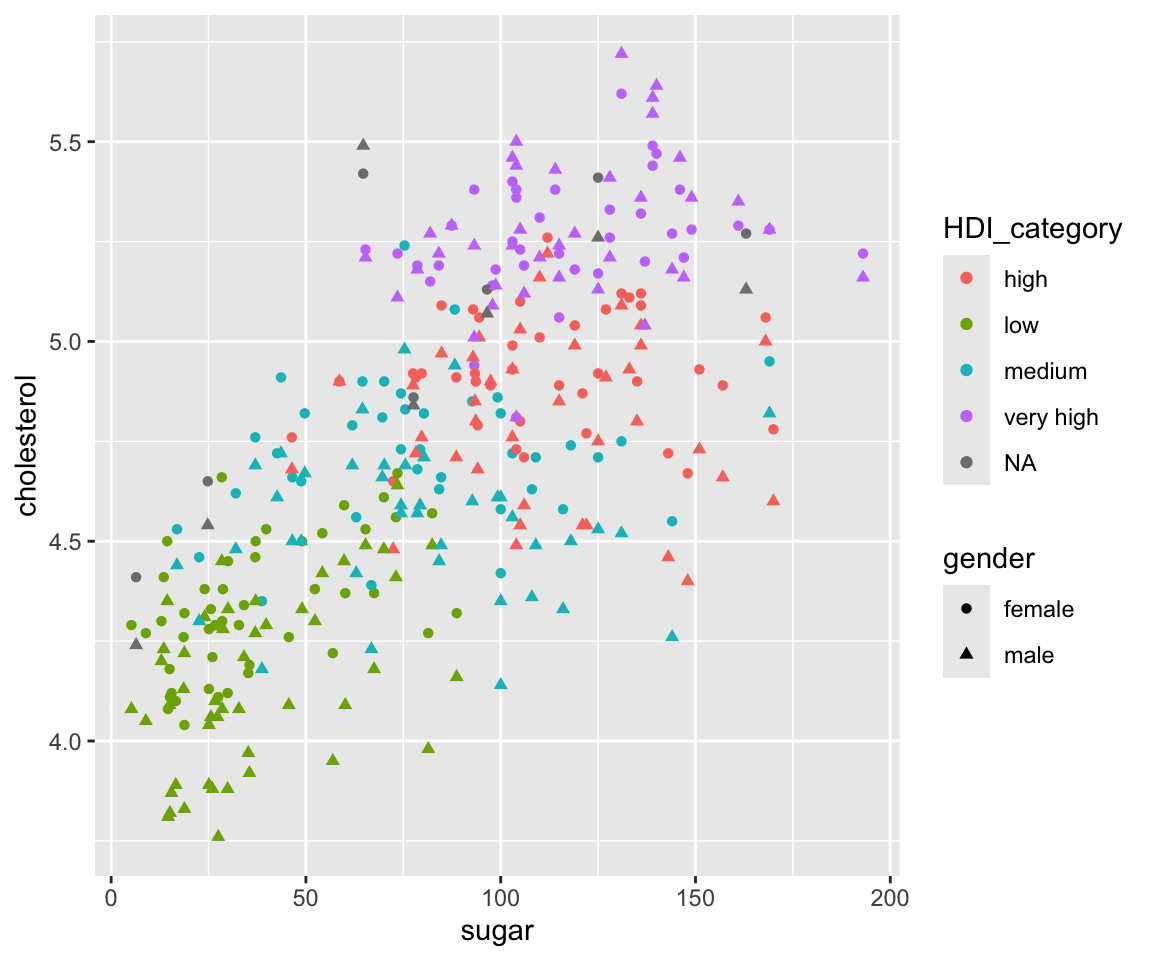 5.5
5.0
4.5
4.0
cholesterol
0 50 100 150 200
sugar
HDI_category
high
low
medium
very high
NA
gender
female
male